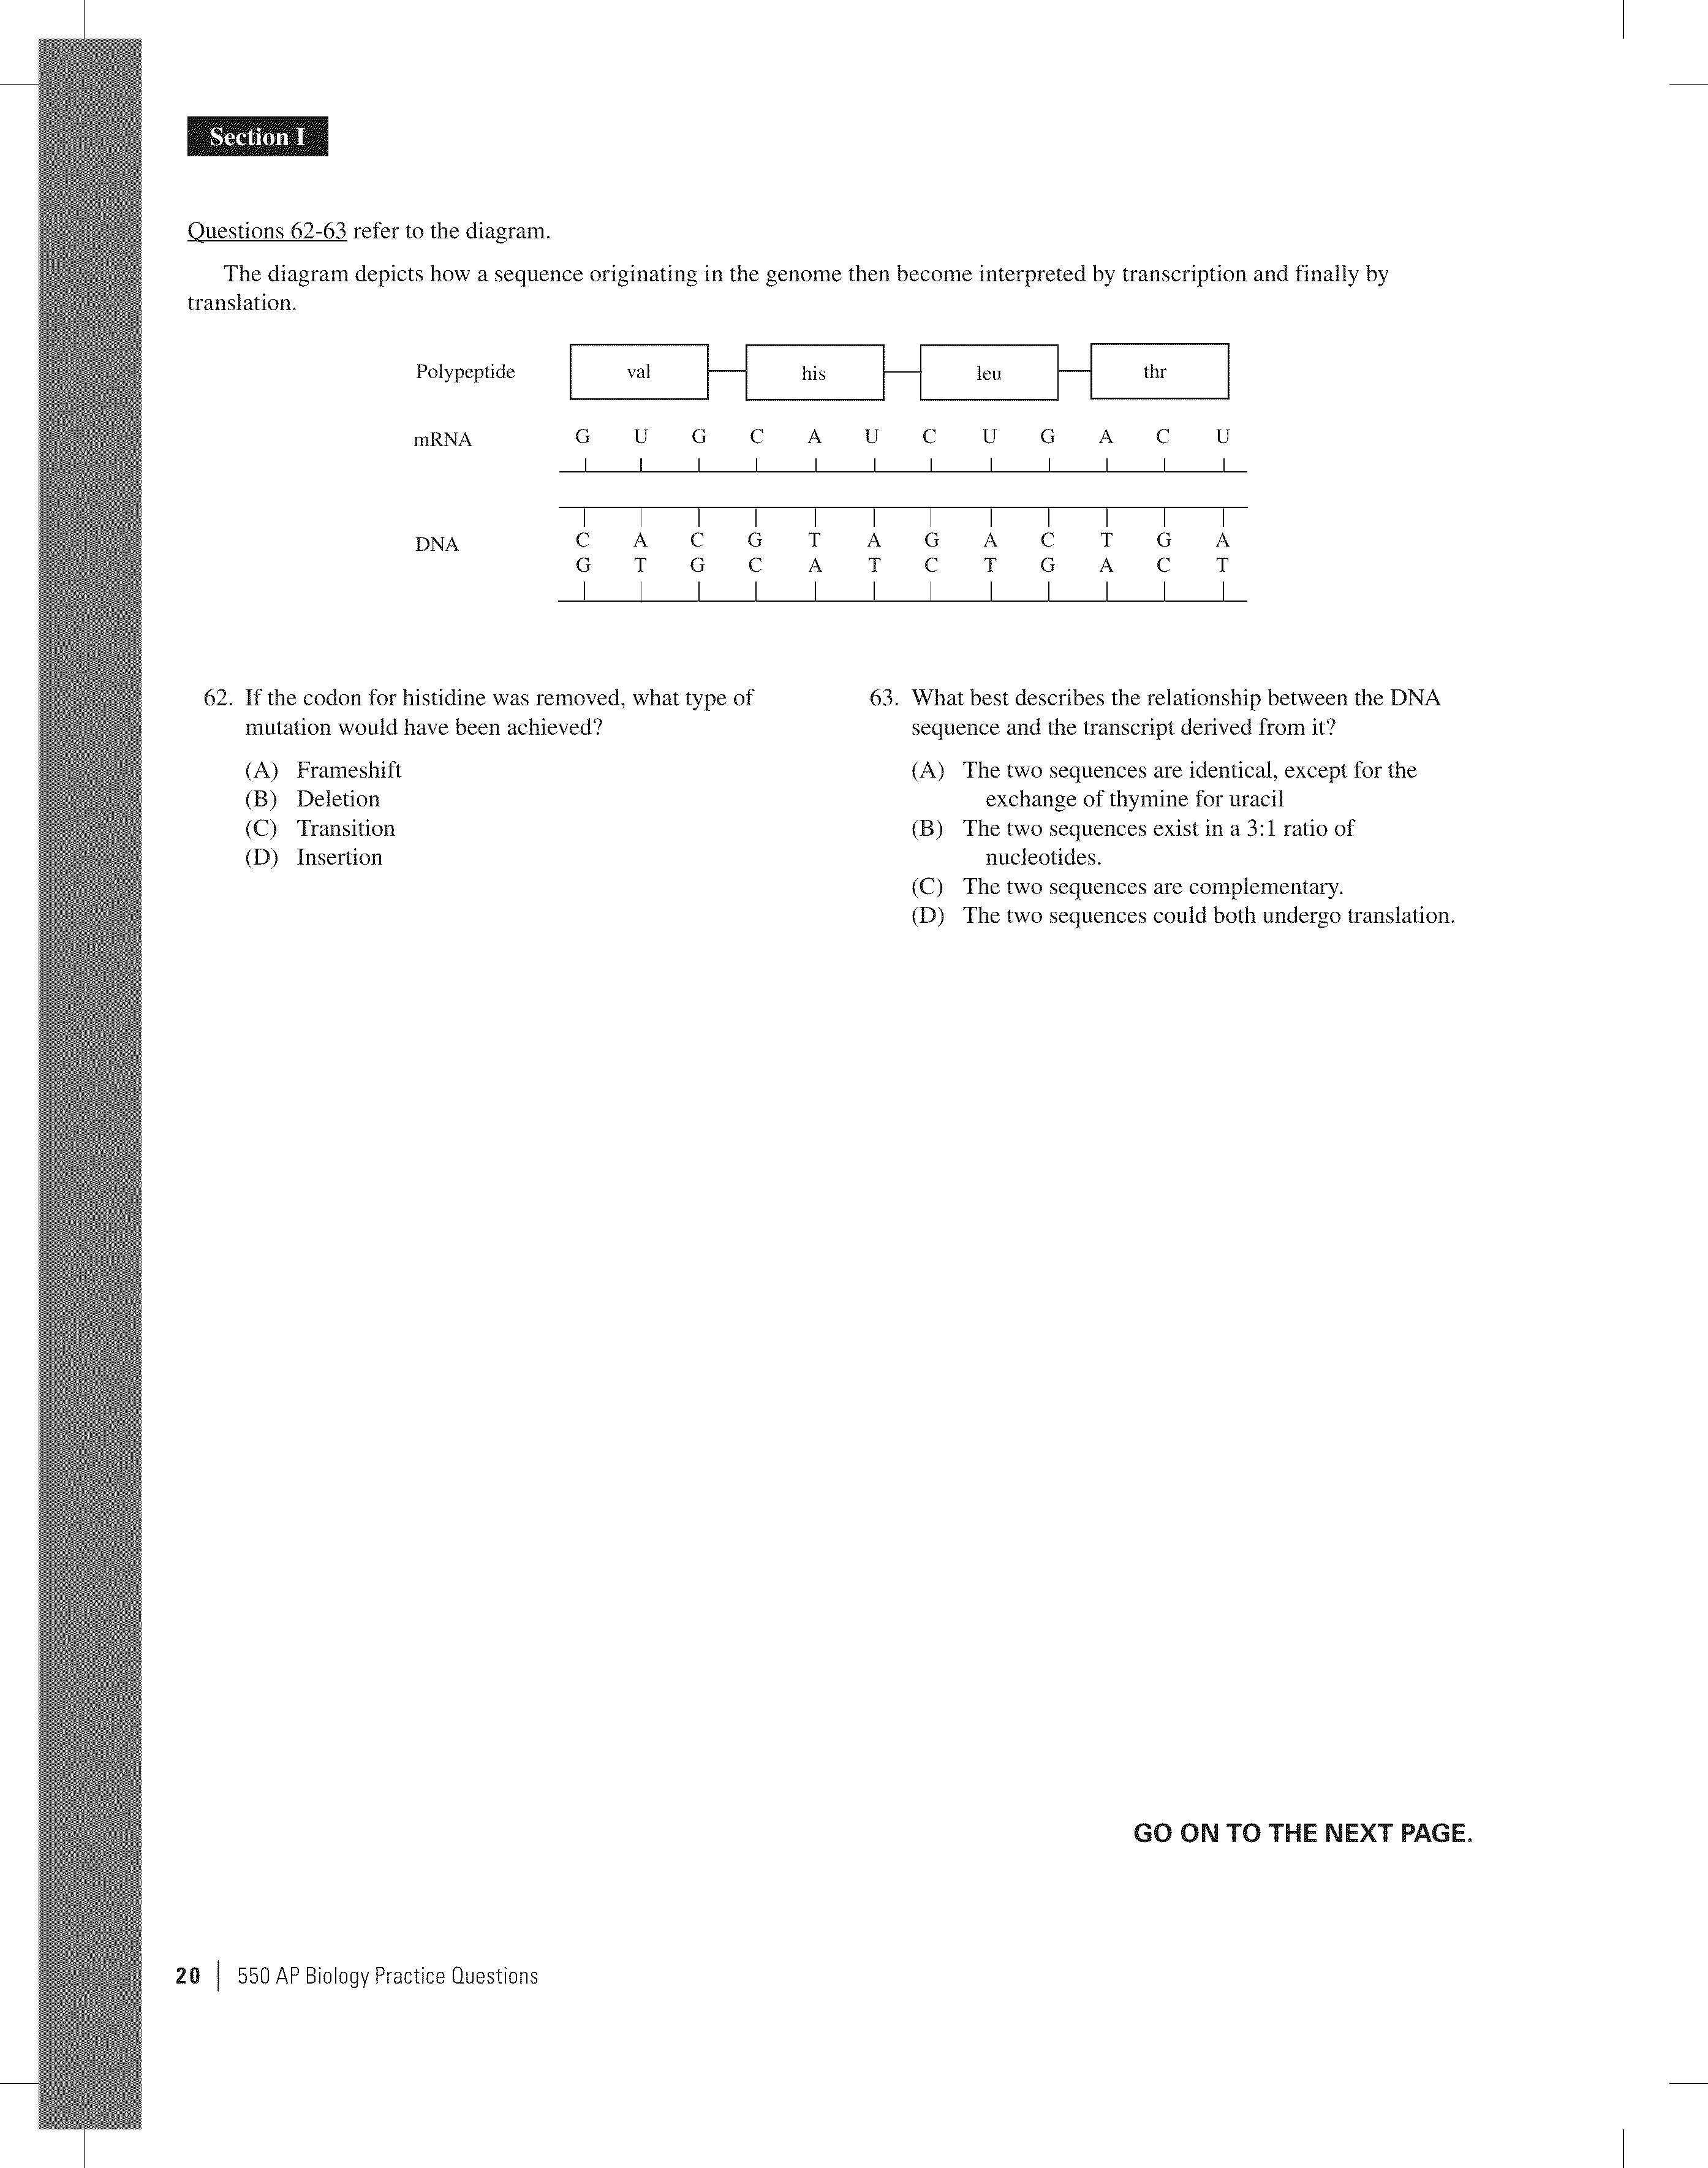 Section I
Questions 62-63 refer to the diagram.
The diagram depicts how a sequence originating in the genome then become interpreted by transcription and finally by
translation.
Polypeptide val his leu thr
mRNA G U G C A U C U G A C U
DNA C A C G T A G A C T G A
G T G C A T C T G A C T
62. If the codon for histidine was removed, what type of
mutation would have been achieved?
(A) Frameshift
(B) Deletion
(C) Transition
(D) Insertion
63. What best describes the relationship between the DNA
sequence and the transcript derived from it?
(A) The two sequences are identical, except for the
exchange of thymine for uracil
(B) The two sequences exist in a 3:1 ratio of
nucleotides.
(C) The two sequences are complementary.
(D) The two sequences could both undergo translation.
GO ON TO THE NEXT PAGE.
20 | 550 AP Biology Practice Questions